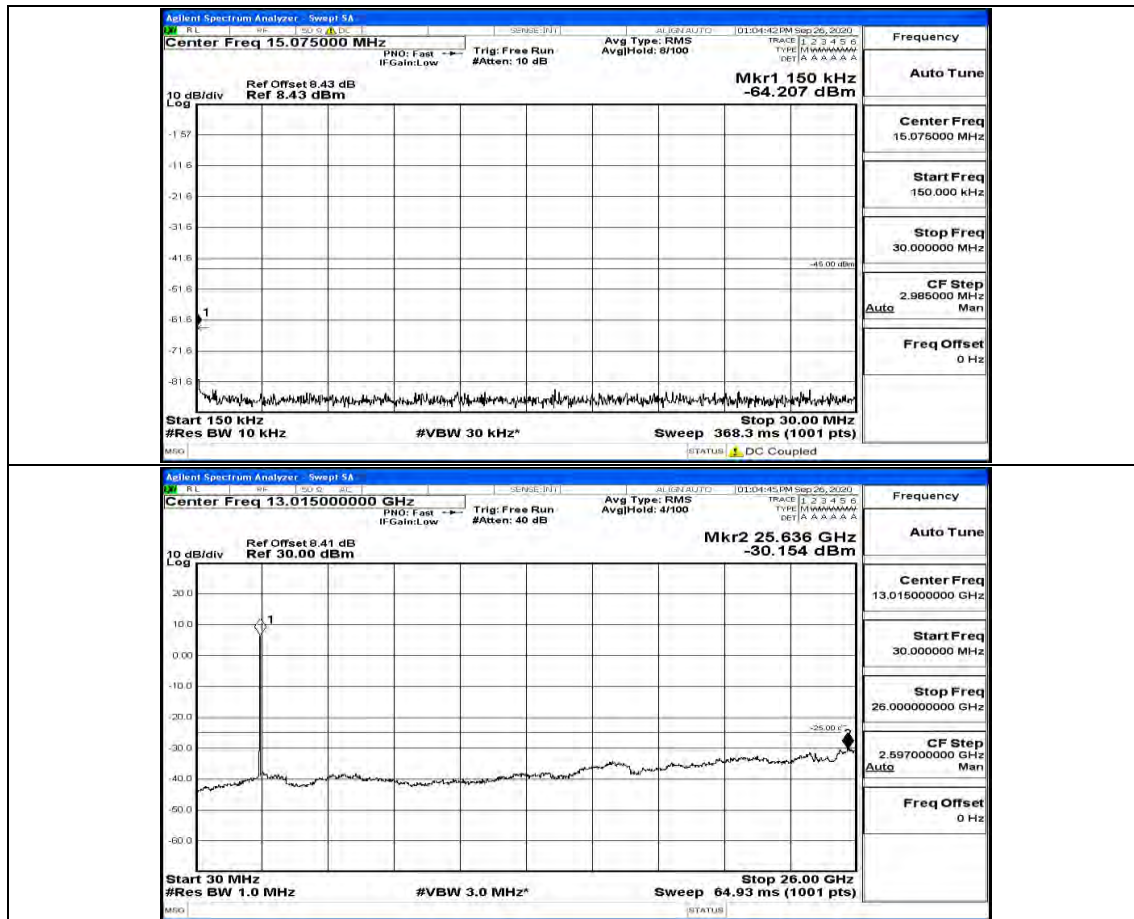 Agilent Spectrum Analyzer - Swept SA
RL RF 50 Ω DC SENSE:INT ALIGN AUTO 01:04:42 PM Sep 26, 2020
Center Freq 15.075000 MHz
PNO: Fast
IFGain:Low
Trig: Free Run
#Atten: 10 dB
Avg Type: RMS
Avg|Hold: 8/100
TRACE 1 2 3 4 5 6
TYPE M
DET A A A A A A
Frequency
Auto Tune
Mkr1 150 kHz
-64.207 dBm
Ref Offset 8.43 dB
10 dB/div Ref 8.43 dBm
Log
-1.57
-11.6
-21.6
-31.6
-41.6
-45.00 dBm
-51.6
-61.6
1
-71.6
-81.6
Start 150 kHz Stop 30.00 MHz
#Res BW 10 kHz #VBW 30 kHz* Sweep 368.3 ms (1001 pts)
MSG STATUS DC Coupled
Center Freq
15.075000 MHz
Start Freq
150.000 kHz
Stop Freq
30.000000 MHz
CF Step
2.985000 MHz
Auto Man
Freq Offset
0 Hz
Agilent Spectrum Analyzer - Swept SA
RL RF 50 Ω AC SENSE:INT ALIGN AUTO 01:04:45 PM Sep 26, 2020
Center Freq 13.015000000 GHz
PNO: Fast
IFGain:Low
Trig: Free Run
#Atten: 40 dB
Avg Type: RMS
Avg|Hold: 4/100
TRACE 1 2 3 4 5 6
TYPE M
DET A A A A A A
Frequency
Auto Tune
Mkr2 25.636 GHz
-30.154 dBm
Ref Offset 8.41 dB
10 dB/div Ref 30.00 dBm
Log
20.0
10.0
1
0.00
-10.0
-20.0
-25.00
2
-30.0
-40.0
-50.0
-60.0
Start 30 MHz Stop 26.00 GHz
#Res BW 1.0 MHz #VBW 3.0 MHz* Sweep 64.93 ms (1001 pts)
MSG STATUS
Center Freq
13.015000000 GHz
Start Freq
30.000000 MHz
Stop Freq
26.000000000 GHz
CF Step
2.597000000 GHz
Auto Man
Freq Offset
0 Hz